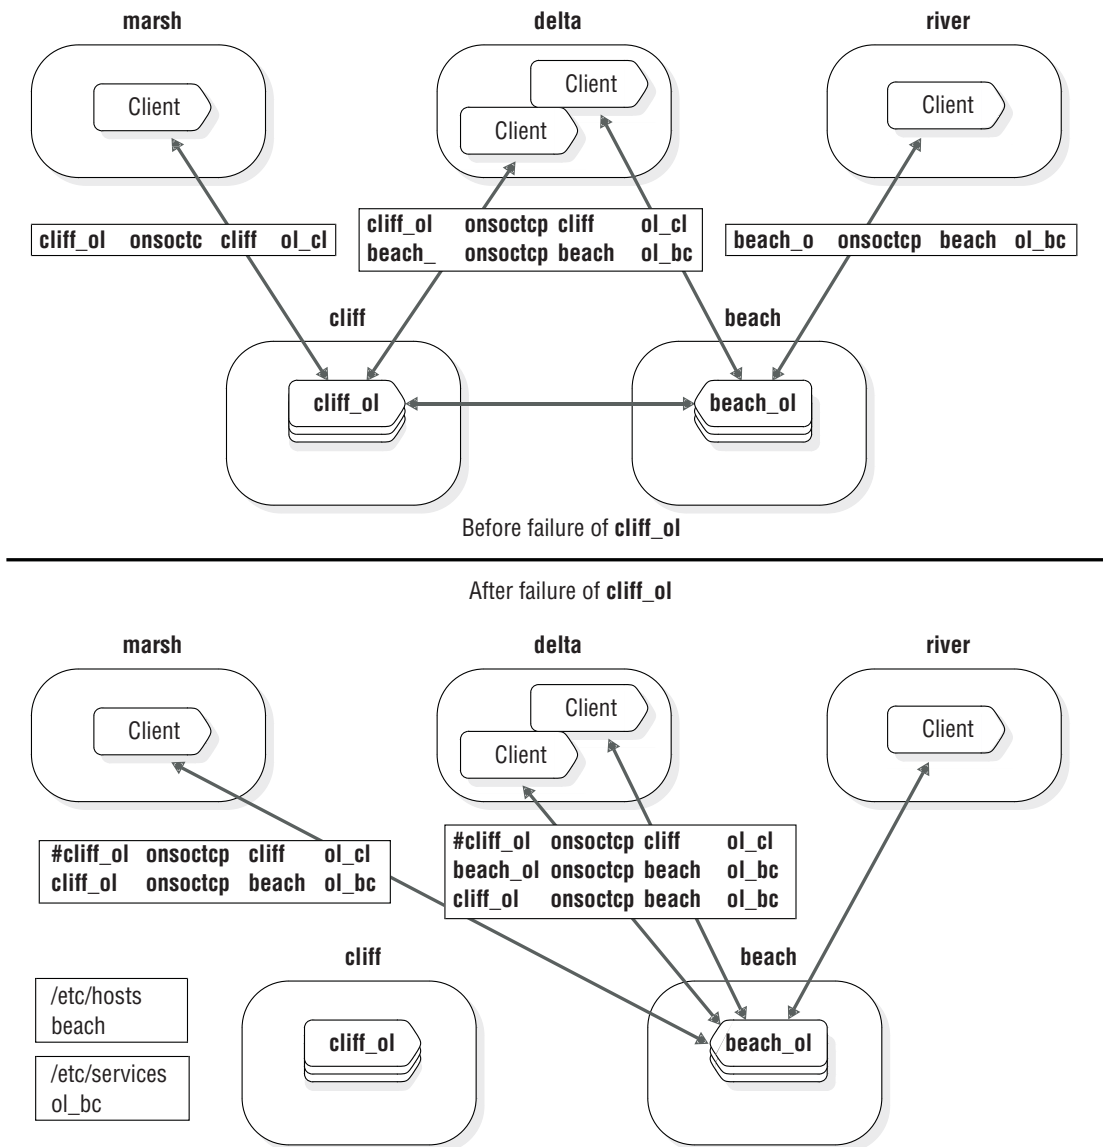 marsh delta river
Client
Client
Client
Client
cliff_ol onsoctc cliff ol_cl
cliff_ol onsoctcp cliff ol_cl
beach_ onsoctcp beach ol_bc
beach_o onsoctcp beach ol_bc
cliff beach
cliff_ol beach_ol
Before failure of cliff_ol
After failure of cliff_ol
marsh delta river
Client
Client
Client
Client
#cliff_ol onsoctcp cliff ol_cl
cliff_ol onsoctcp beach ol_bc
#cliff_ol onsoctcp cliff ol_cl
beach_ol onsoctcp beach ol_bc
cliff_ol onsoctcp beach ol_bc
cliff beach
/etc/hosts
beach
/etc/services
ol_bc
cliff_ol beach_ol